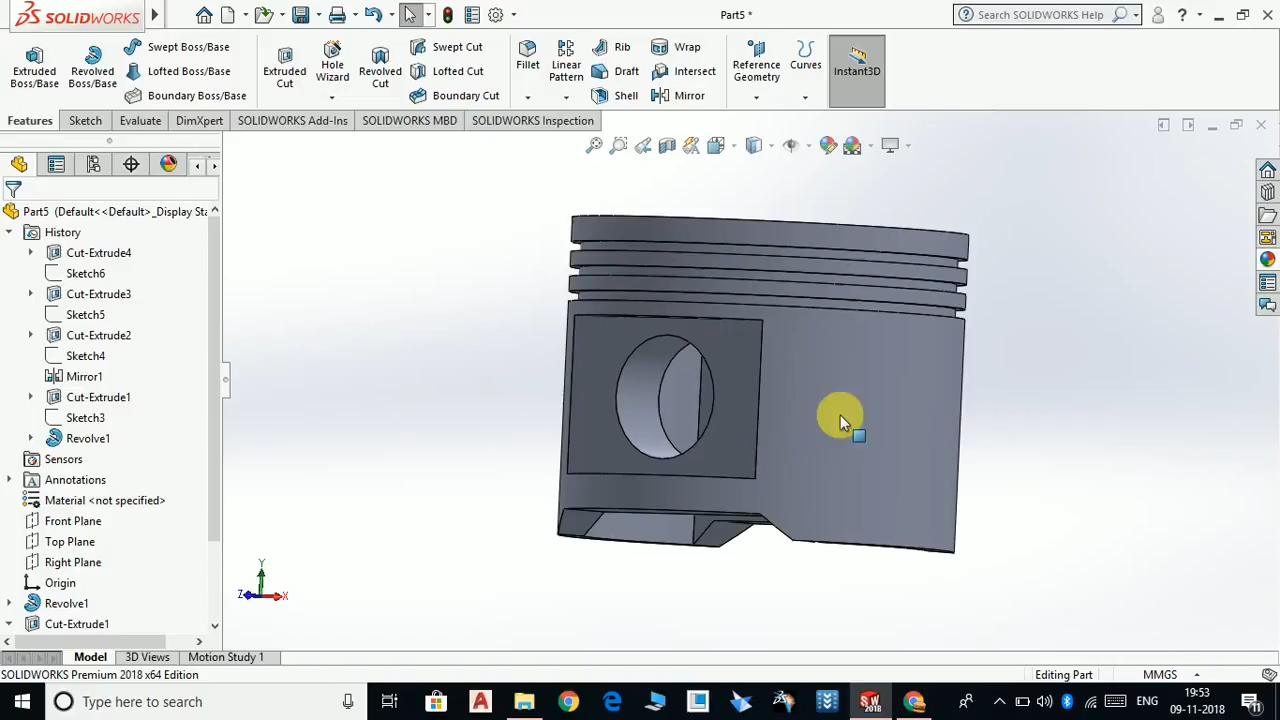 SOLIDWORKS
Part5 *
Search SOLIDWORKS Help
?
Extruded Boss/Base
Revolved Boss/Base
Swept Boss/Base
Lofted Boss/Base
Boundary Boss/Base
Extruded Cut
Hole Wizard
Revolved Cut
Swept Cut
Lofted Cut
Boundary Cut
Fillet
Linear Pattern
Rib
Draft
Shell
Wrap
Intersect
Mirror
Reference Geometry
Curves
Instant3D
Features
Sketch
Evaluate
DimXpert
SOLIDWORKS Add-Ins
SOLIDWORKS MBD
SOLIDWORKS Inspection
Part5 (Default<<Default>_Display Sta
History
Cut-Extrude4
Sketch6
Cut-Extrude3
Sketch5
Cut-Extrude2
Sketch4
Mirror1
Cut-Extrude1
Sketch3
Revolve1
Sensors
Annotations
Material <not specified>
Front Plane
Top Plane
Right Plane
Origin
Revolve1
Cut-Extrude1
Y
Z
X
Model
3D Views
Motion Study 1
SOLIDWORKS Premium 2018 x64 Edition
Editing Part
MMGS
Type here to search
A
SW
2018
ENG
19:53
09-11-2018
11